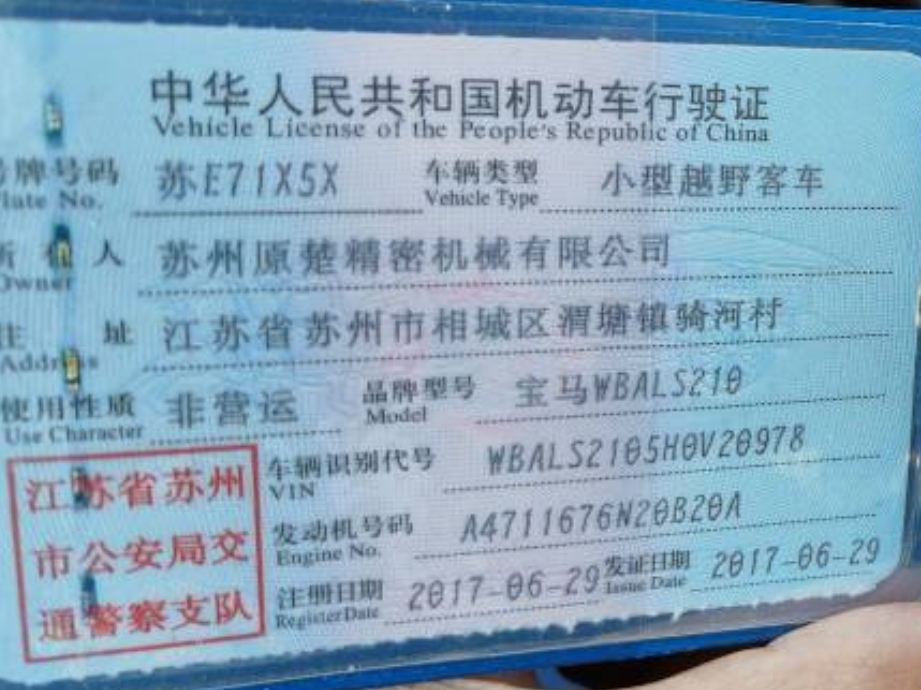 中华人民共和国机动车行驶证
Vehicle License of the People's Republic of China
号牌号码 苏E71X5X 车辆类型 小型越野客车
Plate No. Vehicle Type
所有人 苏州原楚精密机械有限公司
Owner
住 址 江苏省苏州市相城区渭塘镇骑河村
Address
使用性质 非营运 品牌型号 宝马WBALS210
Use Character Model
江苏省苏州 车辆识别代号 WBALS2105H0V20978
VIN
市公安局交 发动机号码 A4711676N20B20A
Engine No.
通警察支队 注册日期 2017-06-29 发证日期 2017-06-29
Register Date Issue Date